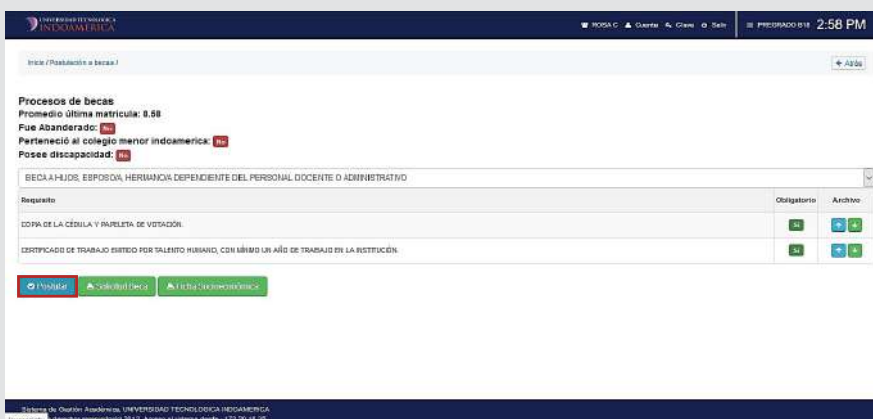 UNIVERSIDAD TECNOLÓGICA
INDOAMÉRICA
ROSA C Cuenta Clave Salir PREGRADO B18 2:58 PM
Inicio / Postulación a becas / Atrás
Procesos de becas
Promedio última matricula: 8.58
Fue Abanderado: No
Perteneció al colegio menor indoamerica: No
Posee discapacidad: No
BECA A HIJOS, ESPOSO/A, HERMANO/A DEPENDIENTE DEL PERSONAL DOCENTE O ADMINISTRATIVO
Requisito Obligatorio Archivo
COPIA DE LA CÉDULA Y PAPELETA DE VOTACIÓN. SI
CERTIFICADO DE TRABAJO EMITIDO POR TALENTO HUMANO, CON MÍNIMO UN AÑO DE TRABAJO EN LA INSTITUCIÓN. SI
Postular Solicitud Beca Ficha Socioeconómica
Sistema de Gestión Académica, UNIVERSIDAD TECNOLOGICA INDOAMERICA